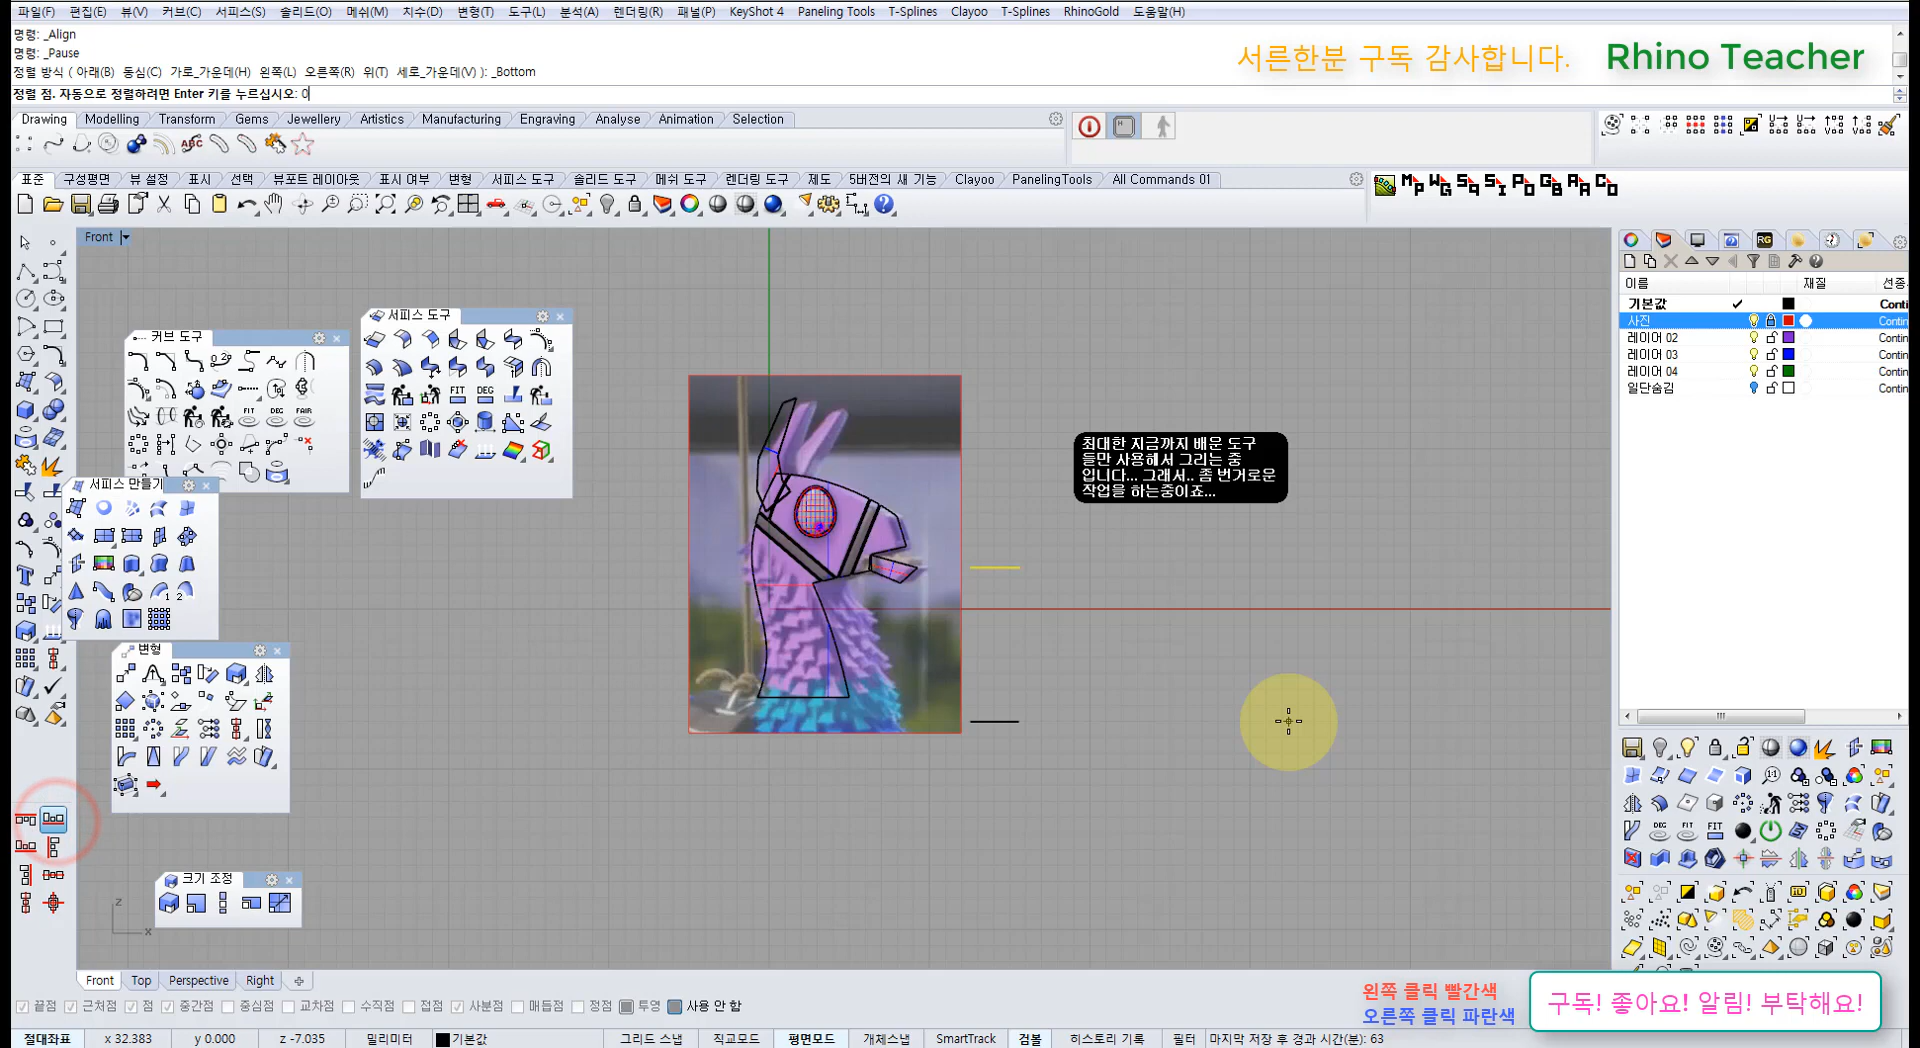 파일(F) 편집(E) 뷰(V) 커브(C) 서피스(S) 솔리드(O) 메쉬(M) 치수(D) 변형(T) 도구(L) 분석(A) 렌더링(R) 패널(P) KeyShot 4 Paneling Tools T-Splines Clayoo T-Splines RhinoGold 도움말(H)
명령: _Align
명령: _Pause
정렬 방식 ( 아래(B) 동심(C) 가로_가운데(H) 왼쪽(L) 오른쪽(R) 위(T) 세로_가운데(V) ): _Bottom
정렬 점. 자동으로 정렬하려면 Enter 키를 누르십시오: 0
서른한분 구독 감사합니다. Rhino Teacher
Drawing Modelling Transform Gems Jewellery Artistics Manufacturing Engraving Analyse Animation Selection
ABC
표준 구성평면 뷰 설정 표시 선택 뷰포트 레이아웃 표시 여부 변형 서피스 도구 솔리드 도구 메쉬 도구 렌더링 도구 제도 5버전의 새 기능 Clayoo PanelingTools All Commands 01
Front
커브 도구
FIT DEG FAIR
서피스 도구
FIT DEG
서피스 만들기
1 2
변형
크기 조정
z
x
최대한 지금까지 배운 도구
들만 사용해서 그리는 중
입니다... 그래서.. 좀 번거로운
작업을 하는중이죠...
RG
이름 재질 선종
기본값 Conti
사진 Contin
레이어 02 Contin
레이어 03 Contin
레이어 04 Contin
일단숨김 Contin
DEG FIT FIT
Front Top Perspective Right
끝점 근처점 점 중간점 중심점 교차점 수직점 접점 사분점 매듭점 정점 투영 사용 안 함
왼쪽 클릭 빨간색
오른쪽 클릭 파란색
구독! 좋아요! 알림! 부탁해요!
절대좌표 x 32.383 y 0.000 z -7.035 밀리미터 기본값 그리드 스냅 직교모드 평면모드 개체스냅 SmartTrack 검볼 히스토리 기록 필터 마지막 저장 후 경과 시간(분): 63